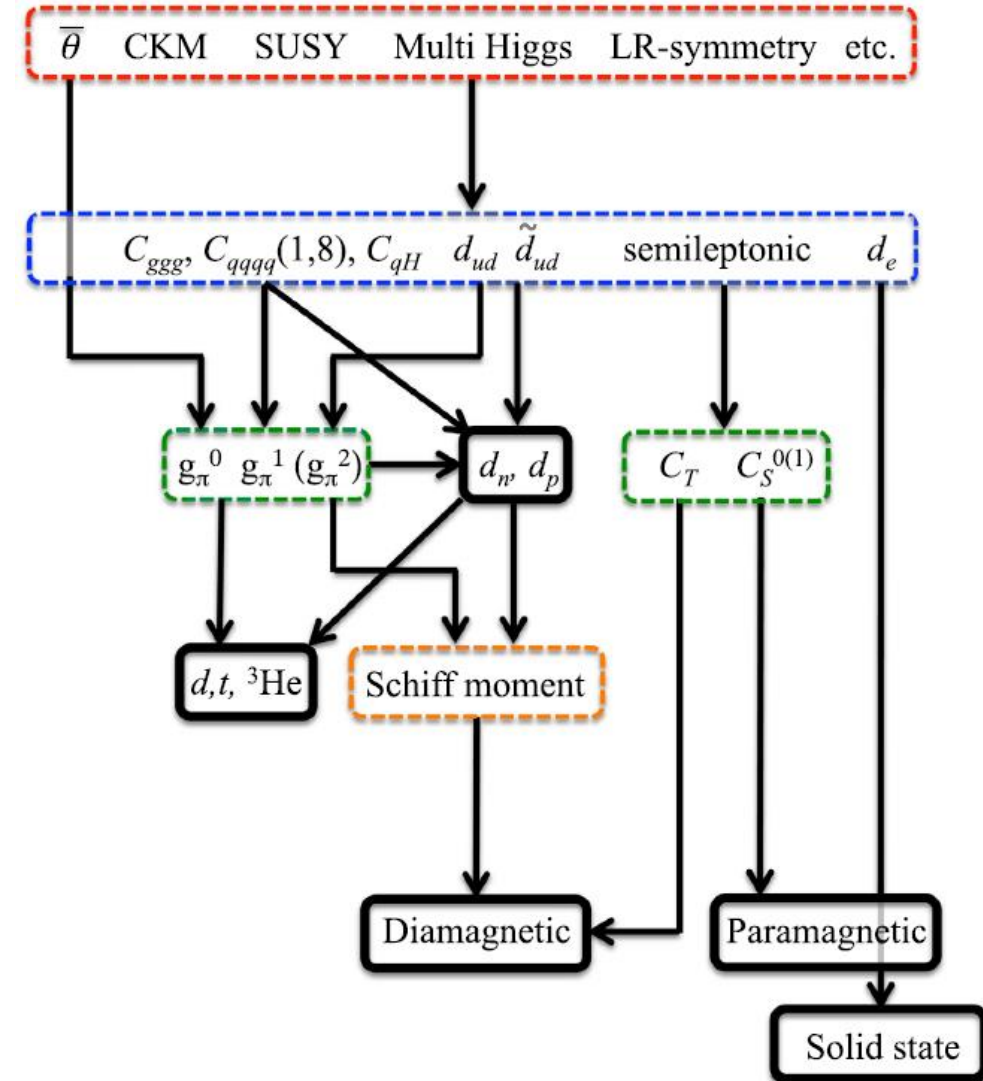 θ̅ CKM SUSY Multi Higgs LR-symmetry etc.
C_ggg, C_qqqq(1,8), C_qH d_ud d̃_ud semileptonic d_e
g_π^0 g_π^1 (g_π^2)
d_n, d_p
C_T C_S^0(1)
d,t, ³He
Schiff moment
Diamagnetic
Paramagnetic
Solid state